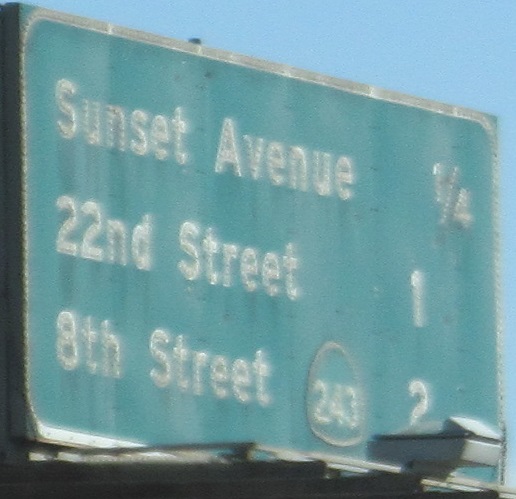 Sunset Avenue 1/4
22nd Street 1
8th Street 243 2